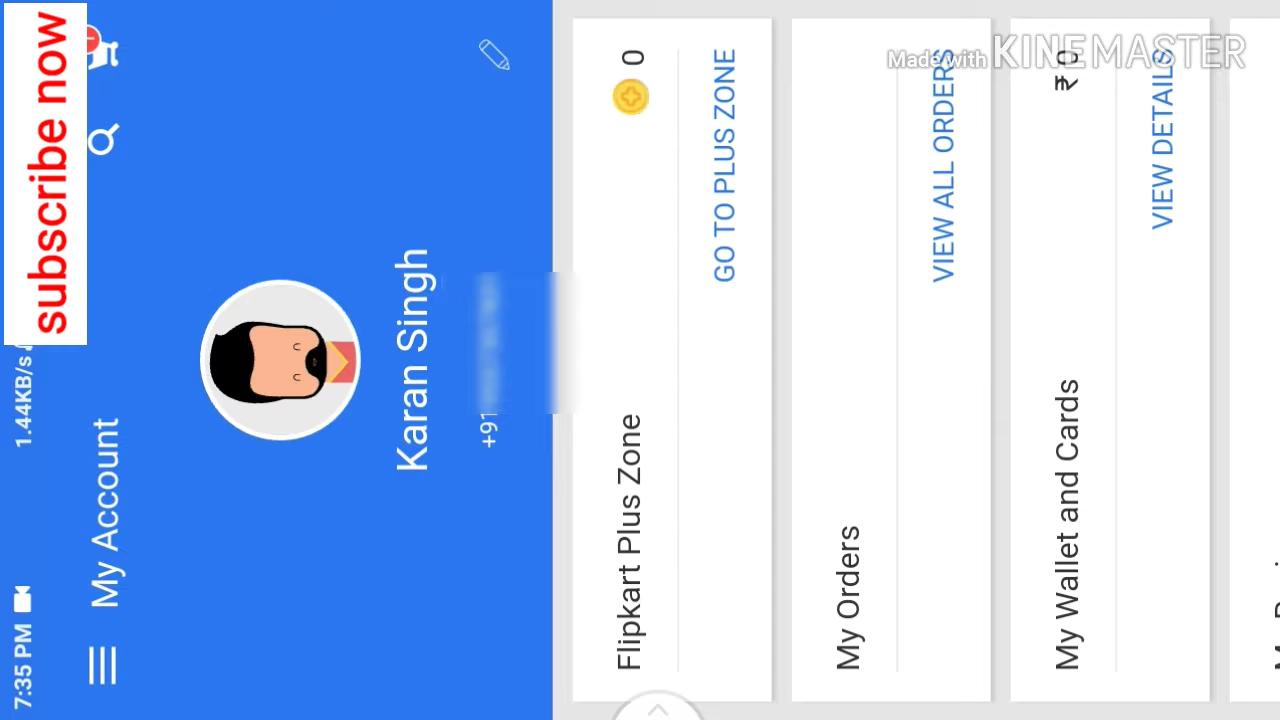 subscribe now
7:35 PM
1.44KB/s
My Account
Karan Singh
+91
Flipkart Plus Zone
0
GO TO PLUS ZONE
My Orders
VIEW ALL ORDERS
My Wallet and Cards
₹ 0
VIEW DETAILS
Made with KINEMASTER